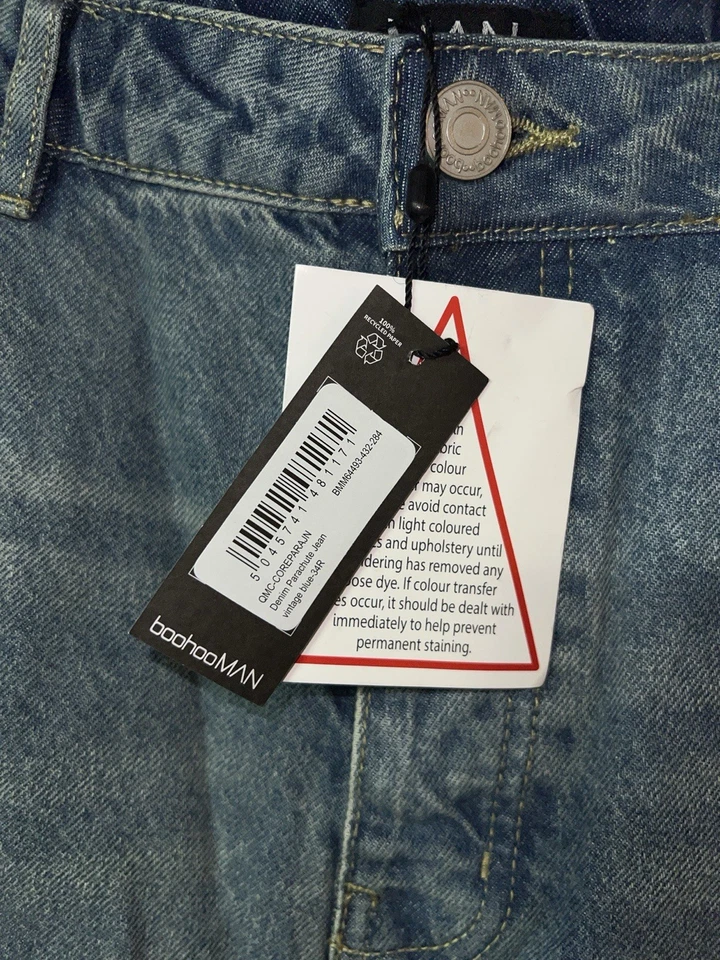 MAN
boohooMAN
100%
RECYCLED PAPER
5 045741 481171
BMM64493-432-284
QMC-COREPARAJN
Denim Parachute Jean
vintage blue-34R
boohooMAN
colour
may occur,
avoid contact
light coloured
and upholstery until
has removed any
dye. If colour transfer
occur, it should be dealt with
immediately to help prevent
permanent staining.